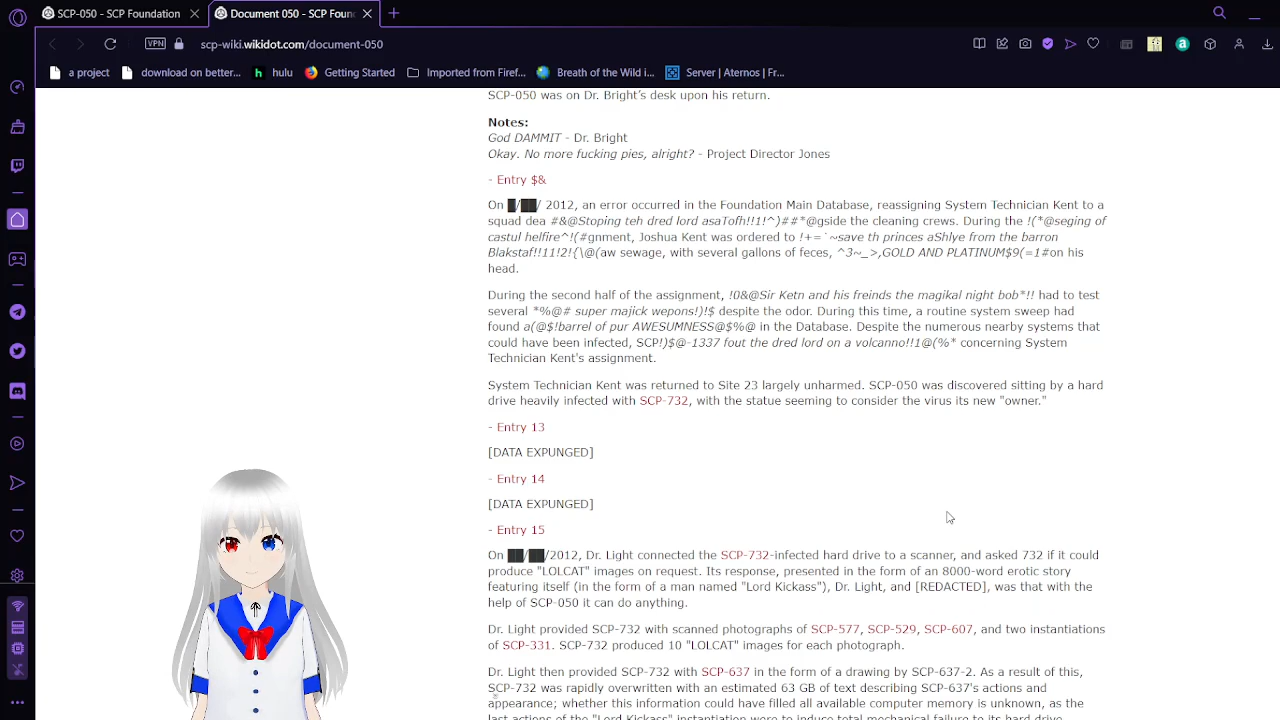 SCP-050 - SCP Foundation
Document 050 - SCP Foun
VPN
scp-wiki.wikidot.com/document-050
a project
download on better...
hulu
Getting Started
Imported from Firef...
Breath of the Wild i...
Server | Aternos | Fr...
SCP-050 was on Dr. Bright's desk upon his return.
Notes:
God DAMMIT - Dr. Bright
Okay. No more fucking pies, alright? - Project Director Jones
- Entry $&
On █/██/ 2012, an error occurred in the Foundation Main Database, reassigning System Technician Kent to a
squad dea #&@Stoping teh dred lord asaTofh!!1!^)##*@gside the cleaning crews. During the !(*@seging of
castul helfire^!(#gnment, Joshua Kent was ordered to !+=`~save th princes aShlye from the barron
Blakstaf!!11!2!{\@(aw sewage, with several gallons of feces, ^3~_>,GOLD AND PLATINUM$9(=1#on his
head.
During the second half of the assignment, !0&@Sir Ketn and his freinds the magikal night bob*!! had to test
several *%@# super majick wepons!)!$ despite the odor. During this time, a routine system sweep had
found a(@$!barrel of pur AWESUMNESS@$%@ in the Database. Despite the numerous nearby systems that
could have been infected, SCP!)$@-1337 fout the dred lord on a volcanno!!1@(%* concerning System
Technician Kent's assignment.
System Technician Kent was returned to Site 23 largely unharmed. SCP-050 was discovered sitting by a hard
drive heavily infected with SCP-732, with the statue seeming to consider the virus its new "owner."
- Entry 13
[DATA EXPUNGED]
- Entry 14
[DATA EXPUNGED]
- Entry 15
On ██/██/2012, Dr. Light connected the SCP-732-infected hard drive to a scanner, and asked 732 if it could
produce "LOLCAT" images on request. Its response, presented in the form of an 8000-word erotic story
featuring itself (in the form of a man named "Lord Kickass"), Dr. Light, and [REDACTED], was that with the
help of SCP-050 it can do anything.
Dr. Light provided SCP-732 with scanned photographs of SCP-577, SCP-529, SCP-607, and two instantiations
of SCP-331. SCP-732 produced 10 "LOLCAT" images for each photograph.
Dr. Light then provided SCP-732 with SCP-637 in the form of a drawing by SCP-637-2. As a result of this,
SCP-732 was rapidly overwritten with an estimated 63 GB of text describing SCP-637's actions and
appearance; whether this information could have filled all available computer memory is unknown, as the
last actions of the "Lord Kickass" instantiation were to induce total mechanical failure to its hard drive